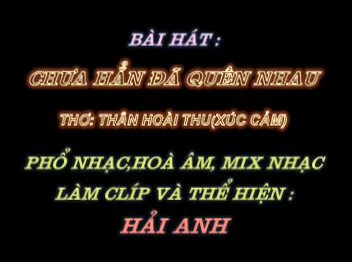 BÀI HÁT :
CHƯA HẲN ĐÃ QUÊN NHAU
THƠ: THÂN HOÀI THU(XÚC CẢM)
PHỔ NHẠC,HOÀ ÂM, MIX NHẠC
LÀM CLÍP VÀ THỂ HIỆN :
HẢI ANH